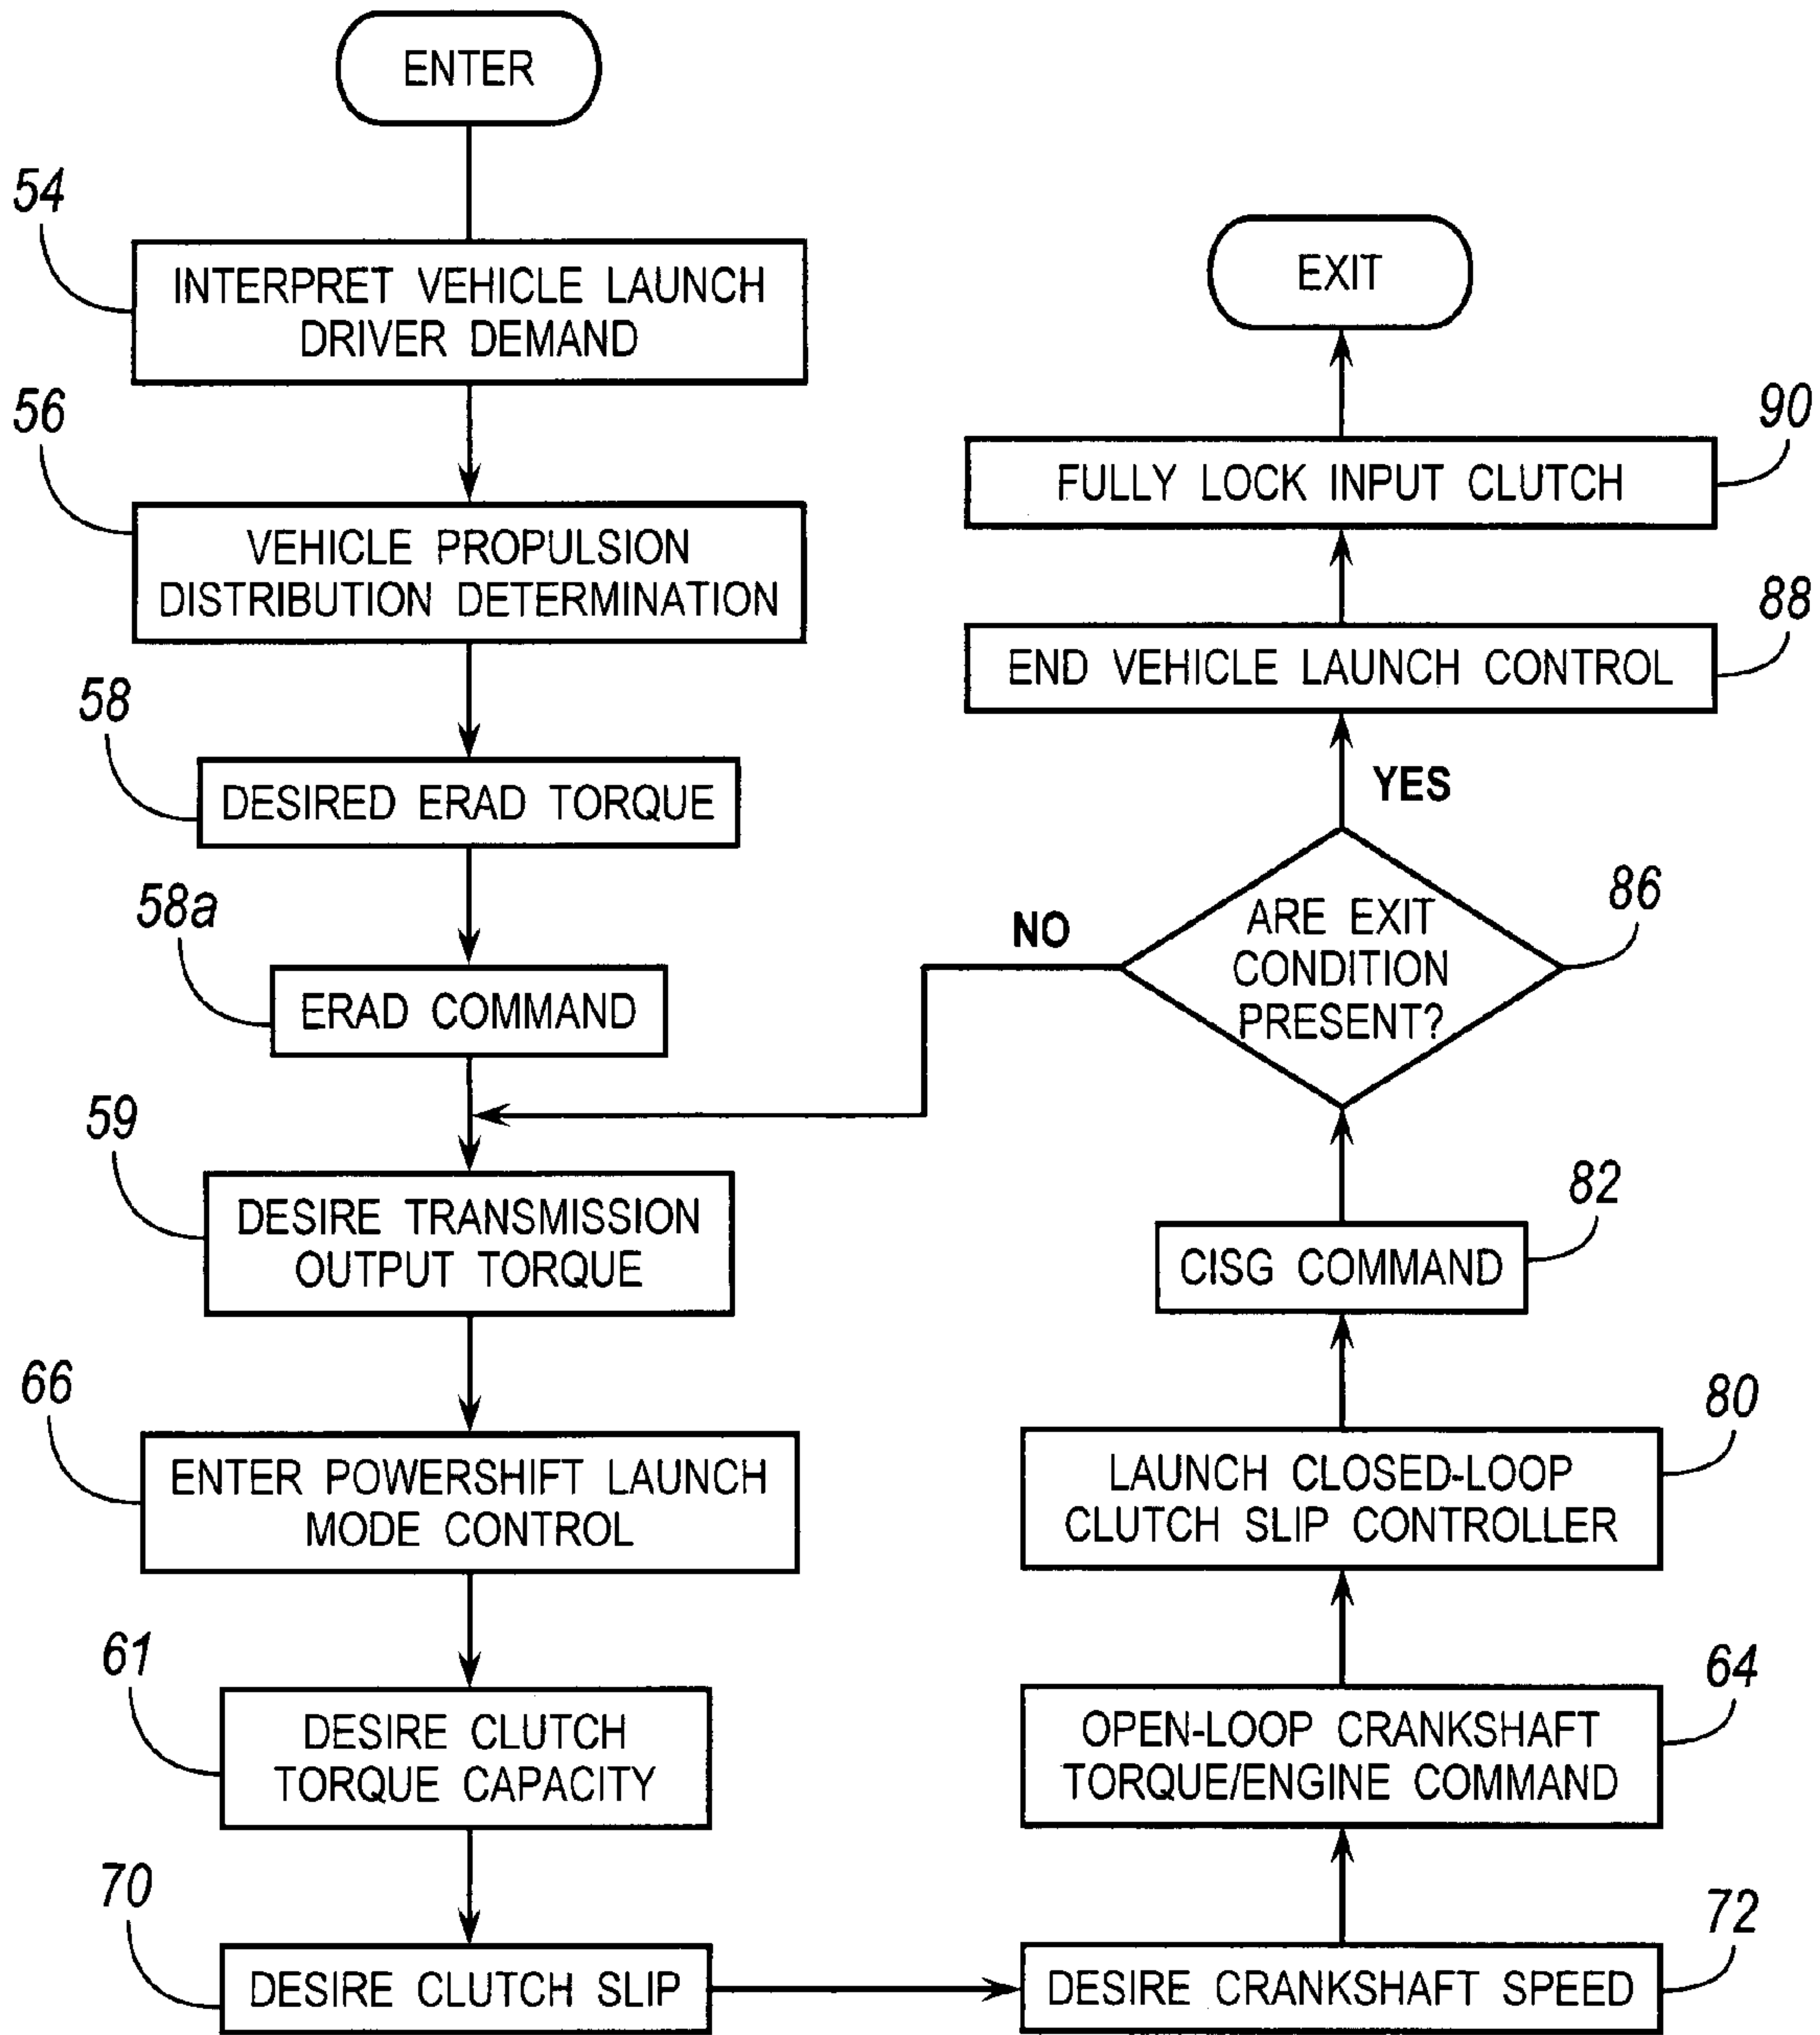 ENTER
54
INTERPRET VEHICLE LAUNCH
DRIVER DEMAND
56
VEHICLE PROPULSION
DISTRIBUTION DETERMINATION
58
DESIRED ERAD TORQUE
58a
ERAD COMMAND
59
DESIRE TRANSMISSION
OUTPUT TORQUE
66
ENTER POWERSHIFT LAUNCH
MODE CONTROL
61
DESIRE CLUTCH
TORQUE CAPACITY
70
DESIRE CLUTCH SLIP
DESIRE CRANKSHAFT SPEED
72
OPEN-LOOP CRANKSHAFT
TORQUE/ENGINE COMMAND
64
LAUNCH CLOSED-LOOP
CLUTCH SLIP CONTROLLER
80
CISG COMMAND
82
ARE EXIT
CONDITION
PRESENT?
86
NO
YES
END VEHICLE LAUNCH CONTROL
88
FULLY LOCK INPUT CLUTCH
90
EXIT